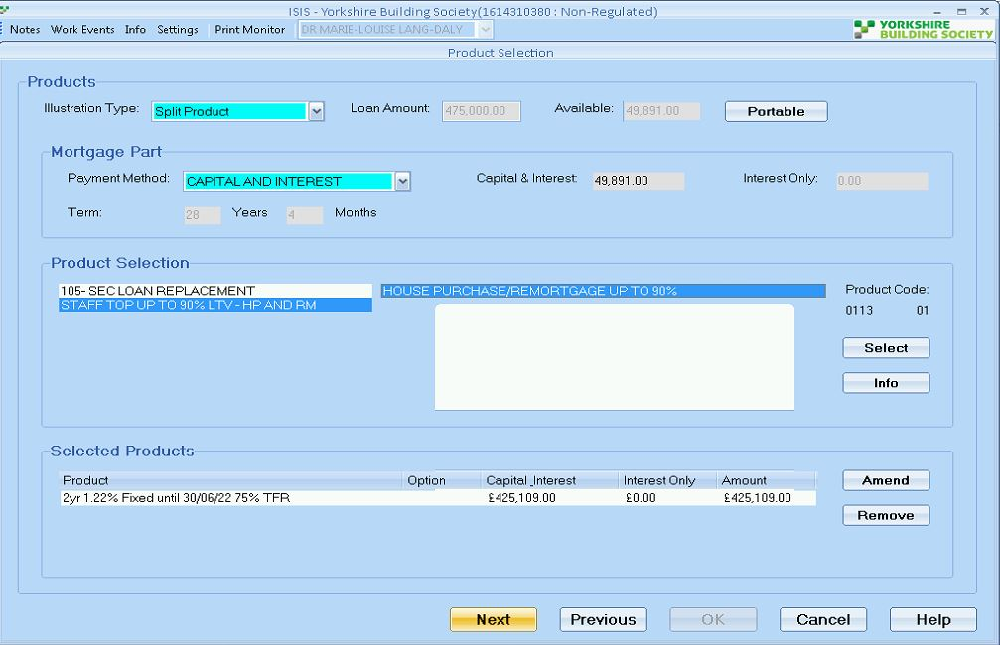 ISIS - Yorkshire Building Society(1614310380 : Non-Regulated)
Notes Work Events Info Settings Print Monitor DR MARIE-LOUISE LANG-DALY
YORKSHIRE
BUILDING SOCIETY
Product Selection
Products
Illustration Type: Split Product Loan Amount: 475,000.00 Available: 49,891.00 Portable
Mortgage Part
Payment Method: CAPITAL AND INTEREST Capital & Interest: 49,891.00 Interest Only: 0.00
Term: 28 Years 4 Months
Product Selection
105- SEC LOAN REPLACEMENT HOUSE PURCHASE/REMORTGAGE UP TO 90% Product Code:
STAFF TOP UP TO 90% LTV - HP AND RM 0113 01
Select
Info
Selected Products
Product Option Capital _Interest Interest Only Amount Amend
2yr 1.22% Fixed until 30/06/22 75% TFR £425,109.00 £0.00 £425,109.00
Remove
Next Previous OK Cancel Help